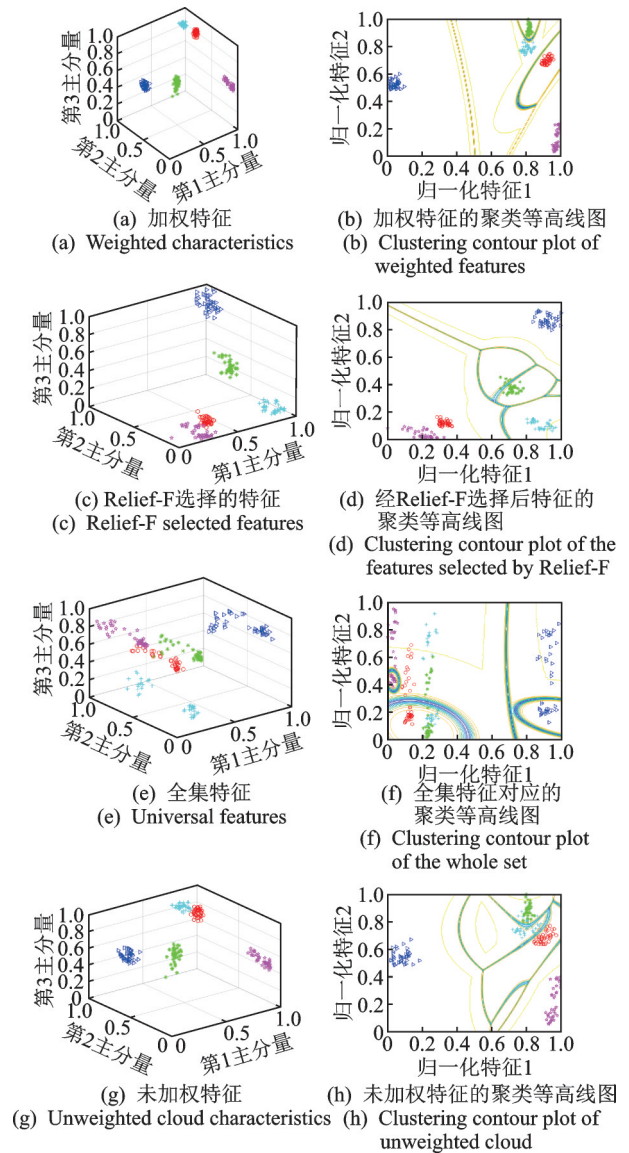 第3主分量
1.0
0.8
0.6
0.4
0.2
0
1.0
0.5
0
第2主分量
0
0.5
1.0
第1主分量
(a) 加权特征
(a) Weighted characteristics
归一化特征2
1.0
0.8
0.6
0.4
0.2
0
0.2
0.4
0.6
0.8
1.0
归一化特征1
(b) 加权特征的聚类等高线图
(b) Clustering contour plot of
weighted features
第3主分量
1.0
0.8
0.6
0.4
0.2
0
1.0
0.5
0
第2主分量
0
0.5
1.0
第1主分量
(c) Relief-F选择的特征
(c) Relief-F selected features
归一化特征2
1.0
0.8
0.6
0.4
0.2
0
0
0.2
0.4
0.6
0.8
1.0
归一化特征1
(d) 经Relief-F选择后特征的
聚类等高线图
(d) Clustering contour plot of the
features selected by Relief-F
第3主分量
1.0
0.8
0.6
0.4
0.2
0
1.0
0.5
0
第2主分量
0
0.5
1.0
第1主分量
(e) 全集特征
(e) Universal features
归一化特征2
1.0
0.8
0.6
0.4
0.2
0
0
0.2
0.4
0.6
0.8
1.0
归一化特征1
(f) 全集特征对应的
聚类等高线图
(f) Clustering contour plot
of the whole set
第3主分量
1.0
0.8
0.6
0.4
0.2
0
1.0
0.5
0
第2主分量
0
0.5
1.0
第1主分量
(g) 未加权特征
(g) Unweighted cloud characteristics
归一化特征2
1.0
0.8
0.6
0.4
0.2
0
0
0.2
0.4
0.6
0.8
1.0
归一化特征1
(h) 未加权特征的聚类等高线图
(h) Clustering contour plot of
unweighted cloud